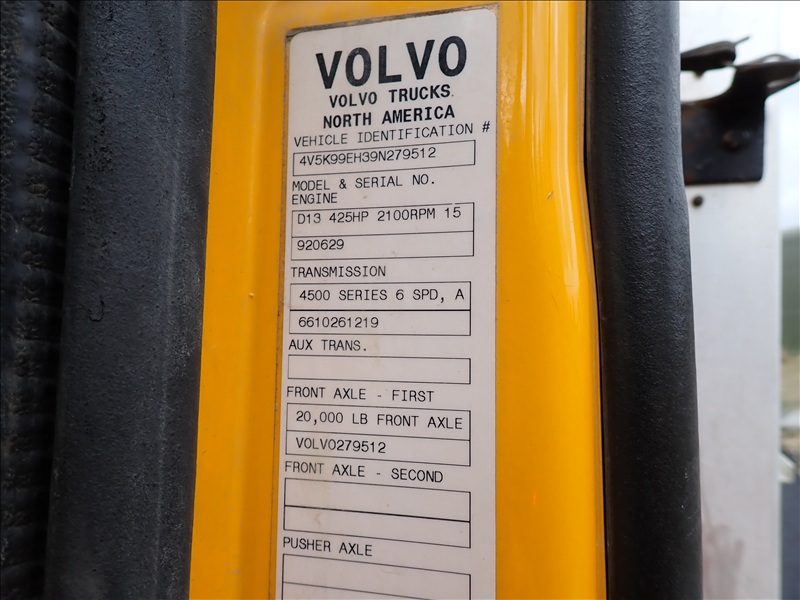 VOLVO
VOLVO TRUCKS
NORTH AMERICA
VEHICLE IDENTIFICATION #
4V5K99EH39N279512
MODEL & SERIAL NO.
ENGINE
D13 425HP 2100RPM 15
920629
TRANSMISSION
4500 SERIES 6 SPD, A
6610261219
AUX TRANS.
FRONT AXLE - FIRST
20,000 LB FRONT AXLE
VOLVO279512
FRONT AXLE - SECOND
PUSHER AXLE